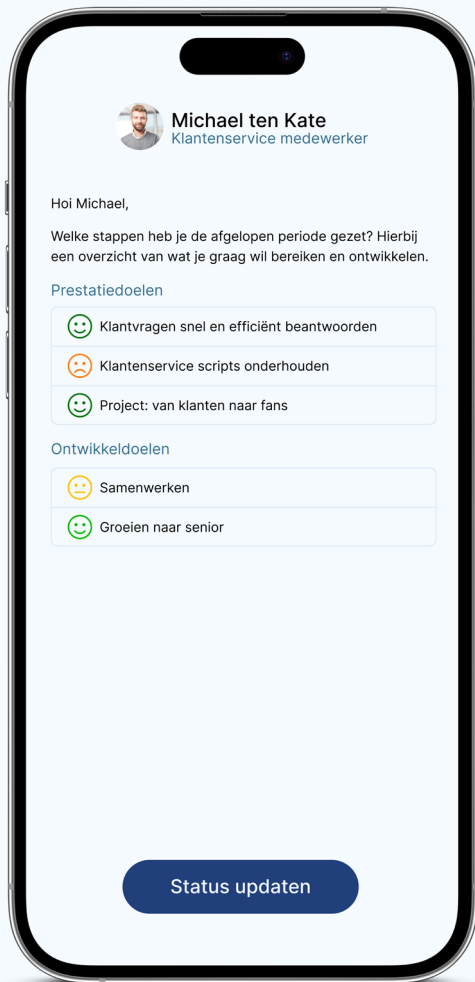 Michael ten Kate
Klantenservice medewerker
Hoi Michael,
Welke stappen heb je de afgelopen periode gezet? Hierbij
een overzicht van wat je graag wil bereiken en ontwikkelen.
Prestatiedoelen
Klantvragen snel en efficiënt beantwoorden
Klantenservice scripts onderhouden
Project: van klanten naar fans
Ontwikkeldoelen
Samenwerken
Groeien naar senior
Status updaten